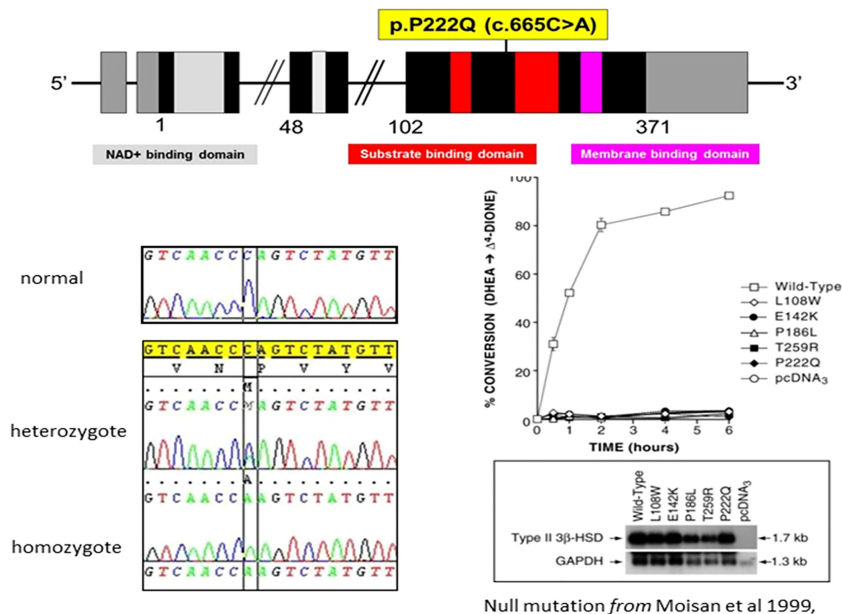 p.P222Q (c.665C>A)
5’ 3’
1 48 102 371
NAD+ binding domain Substrate binding domain Membrane binding domain
normal
GTCAACCCAGTCTATGTT
GTCAACCCAGTCTATGTT
V N P V Y V
M
heterozygote
GTCAACCMAGTCTATGTT
A
GTCAACCAAGTCTATGTT
homozygote
GTCAACCAAGTCTATGTT
% CONVERSION (DHEA → Δ⁴-DIONE)
100
80
60
40
20
0
0 1 2 3 4 5 6
TIME (hours)
Wild-Type
L108W
E142K
P186L
T259R
P222Q
pcDNA₃
Wild-Type L108W E142K P186L T259R P222Q pcDNA₃
Type II 3β-HSD 1.7 kb
GAPDH 1.3 kb
Null mutation from Moisan et al 1999,